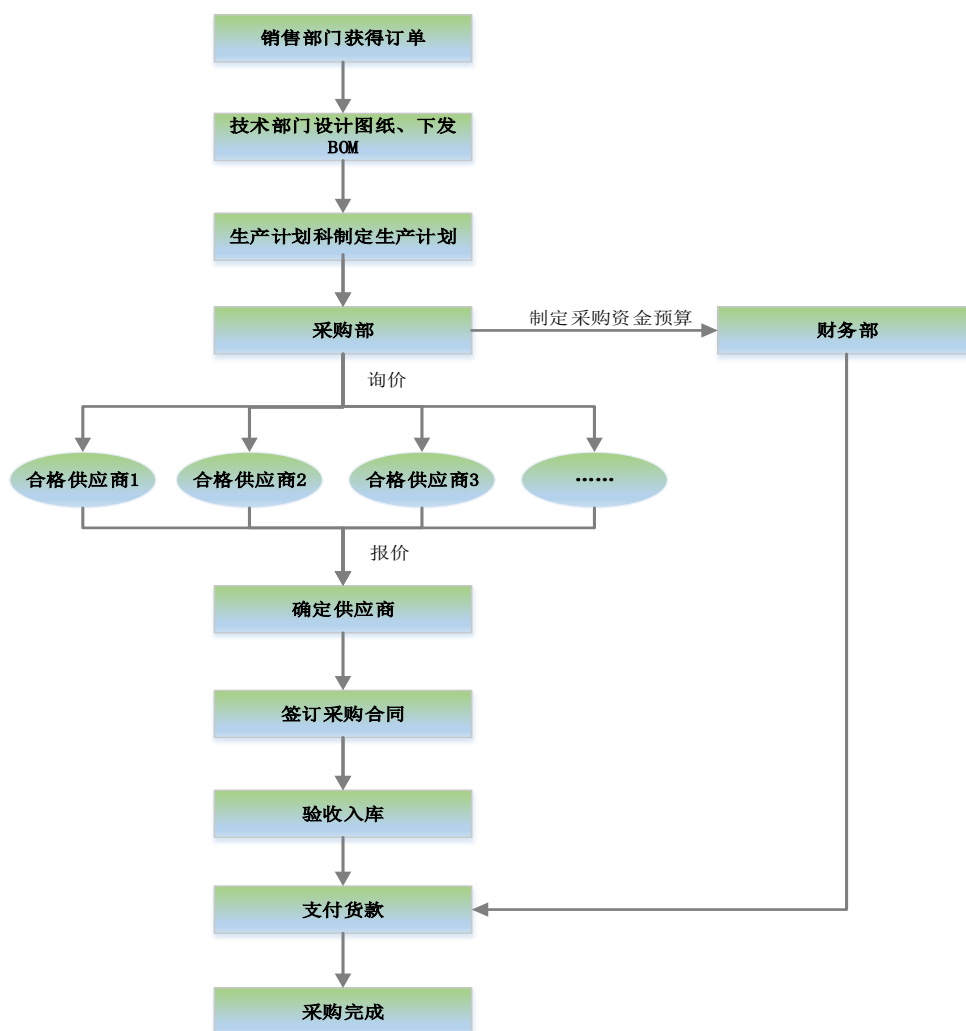 销售部门获得订单
技术部门设计图纸、下发
BOM
生产计划科制定生产计划
采购部
制定采购资金预算
财务部
询价
合格供应商1
合格供应商2
合格供应商3
……
报价
确定供应商
签订采购合同
验收入库
支付货款
采购完成